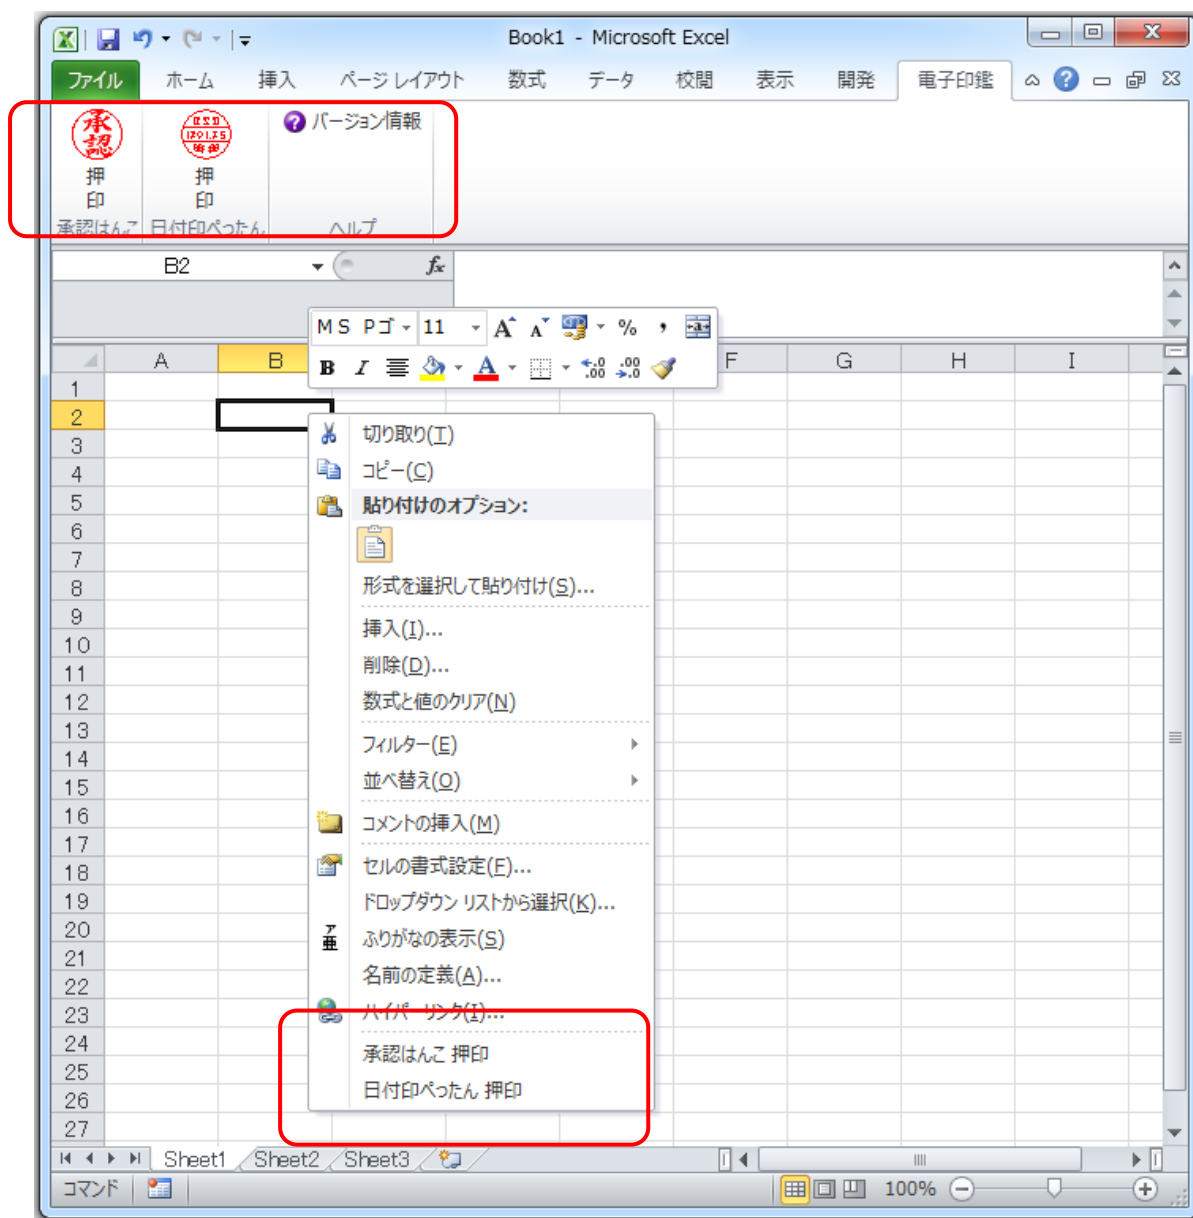 Book1 - Microsoft Excel
ファイル ホーム 挿入 ページ レイアウト 数式 データ 校閲 表示 開発 電子印鑑
承認
バージョン情報
押印 押印
承認はんこ 日付印ぺったん ヘルプ
B2 fx
MS Pゴ 11 A A % ,
B I A .00 .00
A B F G H I
1
2
3
4
5
6
7
8
9
10
11
12
13
14
15
16
17
18
19
20
21
22
23
24
25
26
27
切り取り(T)
コピー(C)
貼り付けのオプション:
形式を選択して貼り付け(S)...
挿入(I)...
削除(D)...
数式と値のクリア(N)
フィルター(E)
並べ替え(O)
コメントの挿入(M)
セルの書式設定(F)...
ドロップダウン リストから選択(K)...
ア亜 ふりがなの表示(S)
名前の定義(A)...
ハイパーリンク(I)...
承認はんこ 押印
日付印ぺったん 押印
Sheet1 Sheet2 Sheet3
コマンド 100%